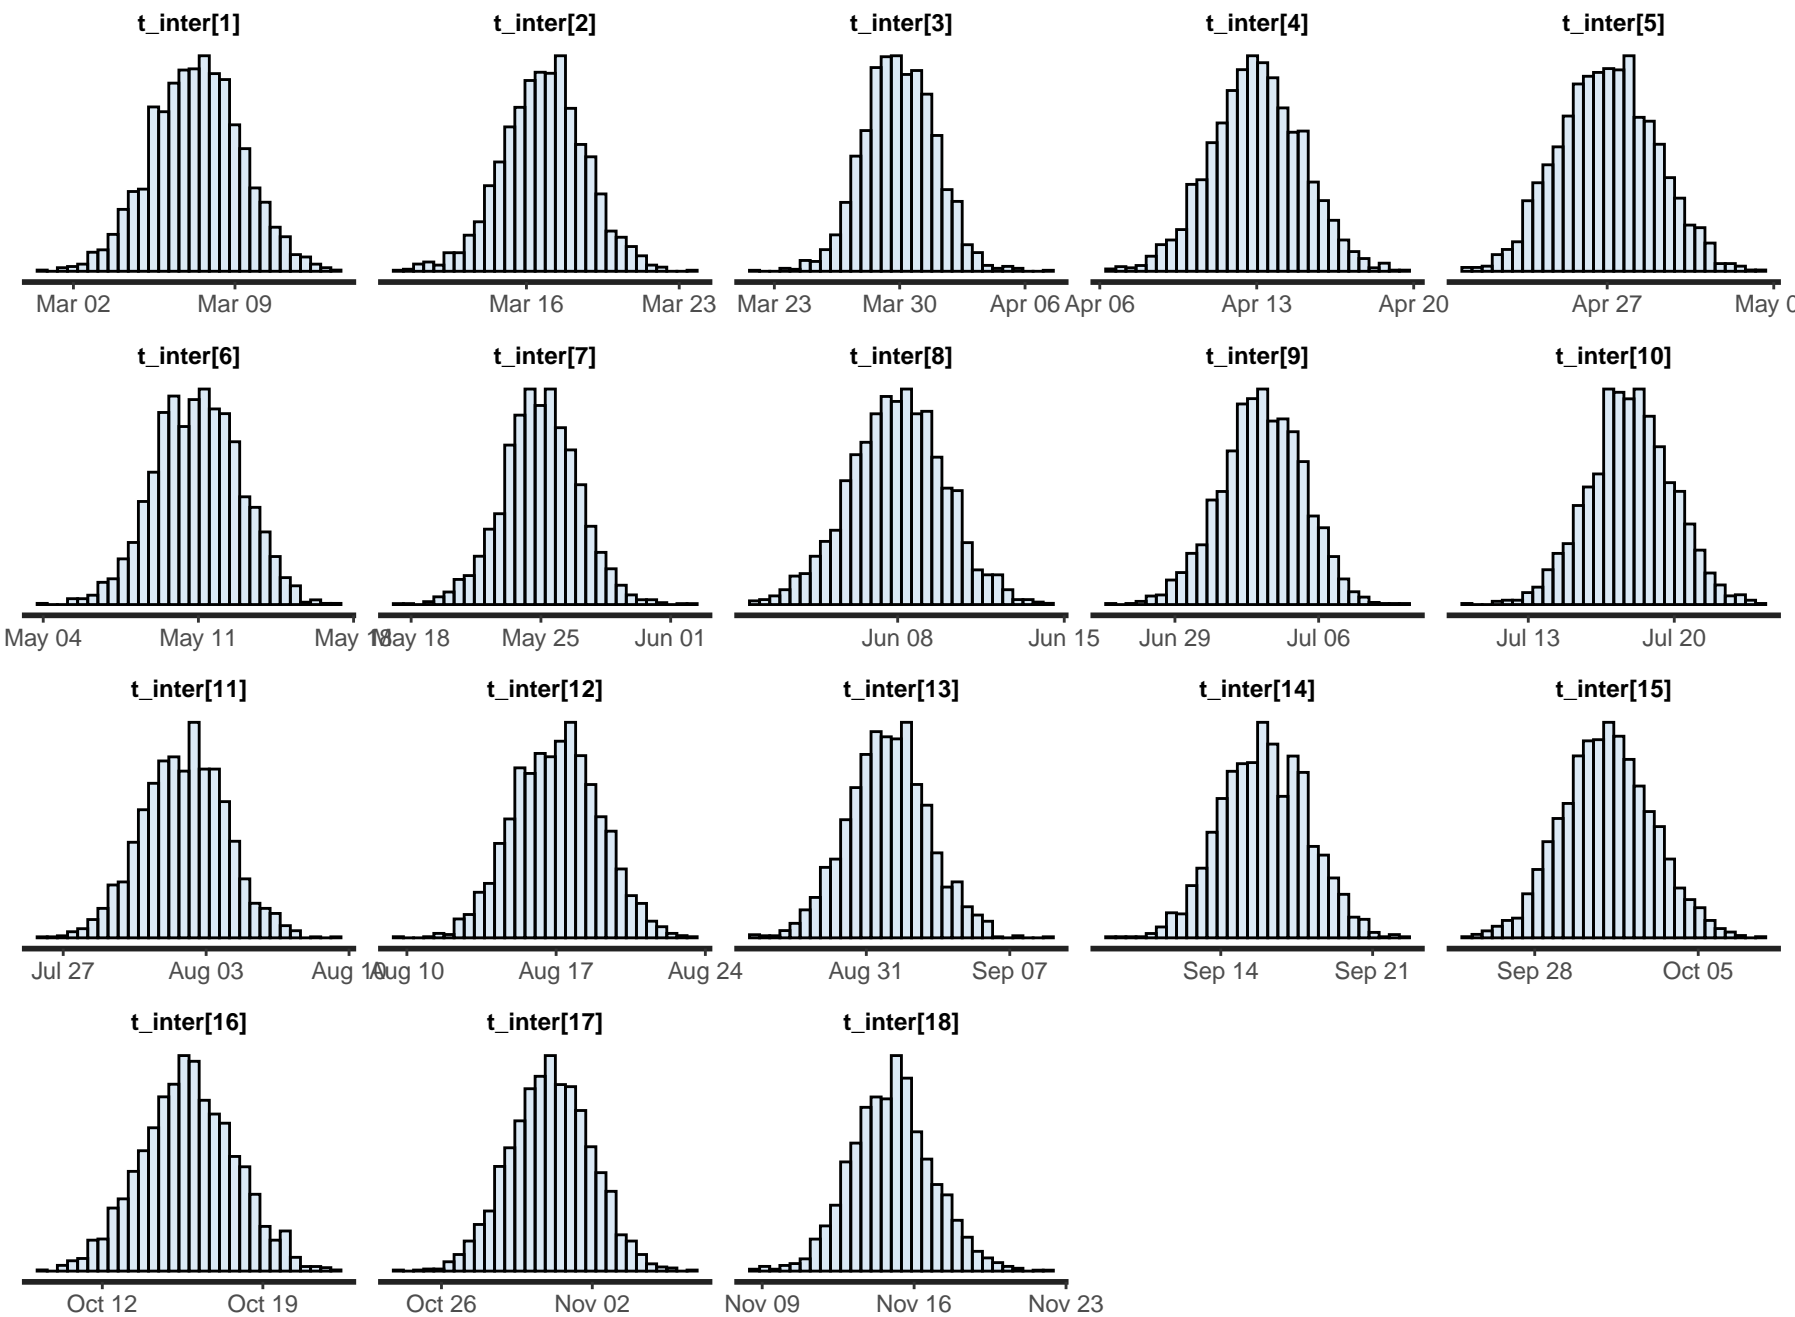 t_inter[1] t_inter[2] t_inter[3] t_inter[4] t_inter[5]
Mar 02 Mar 09 Mar 16 Mar 23 Mar 23 Mar 30 Apr 06 Apr 06 Apr 13 Apr 20 Apr 27 May 0
t_inter[6] t_inter[7] t_inter[8] t_inter[9] t_inter[10]
May 04 May 11 May 18 May 18 May 25 Jun 01 Jun 08 Jun 15 Jun 29 Jul 06 Jul 13 Jul 20
t_inter[11] t_inter[12] t_inter[13] t_inter[14] t_inter[15]
Jul 27 Aug 03 Aug 10 Aug 10 Aug 17 Aug 24 Aug 31 Sep 07 Sep 14 Sep 21 Sep 28 Oct 05
t_inter[16] t_inter[17] t_inter[18]
Oct 12 Oct 19 Oct 26 Nov 02 Nov 09 Nov 16 Nov 23